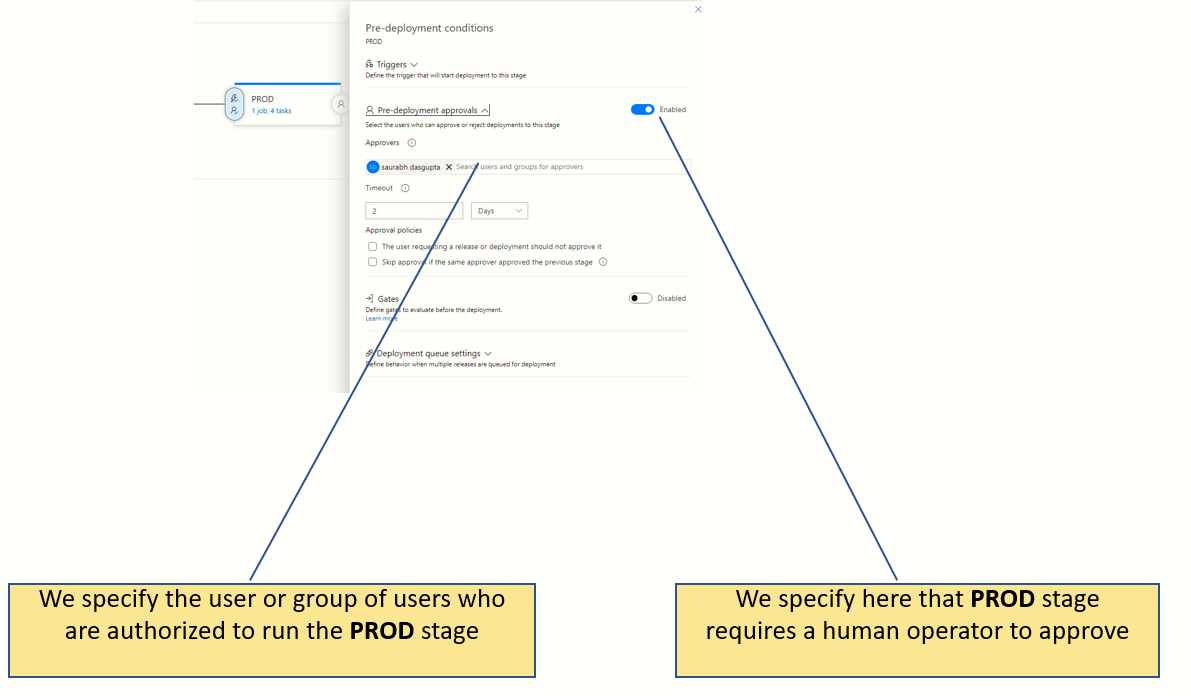 Pre-deployment conditions
PROD
Triggers
Define the trigger that will start deployment to this stage
PROD
1 job, 4 tasks
Pre-deployment approvals
Enabled
Select the users who can approve or reject deployments to this stage
Approvers
saurabh dasgupta Search users and groups for approvers
Timeout
2 Days
Approval policies
The user requesting a release or deployment should not approve it
Skip approval if the same approver approved the previous stage
Gates
Disabled
Define gates to evaluate before the deployment.
Learn more
Deployment queue settings
Define behavior when multiple releases are queued for deployment
We specify the user or group of users who
are authorized to run the PROD stage
We specify here that PROD stage
requires a human operator to approve